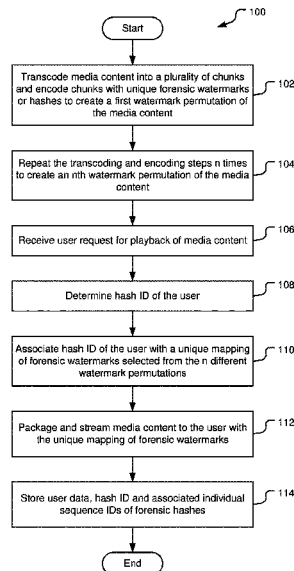 100
Start
Transcode media content into a plurality of chunks
and encode chunks with unique forensic watermarks
or hashes to create a first watermark permutation of
the media content
102
Repeat the transcoding and encoding steps n times
to create an nth watermark permutation of the media
content
104
Receive user request for playback of media content
106
Determine hash ID of the user
108
Associate hash ID of the user with a unique mapping
of forensic watermarks selected from the n different
watermark permutations
110
Package and stream media content to the user with
the unique mapping of forensic watermarks
112
Store user data, hash ID and associated individual
sequence IDs of forensic hashes
114
End